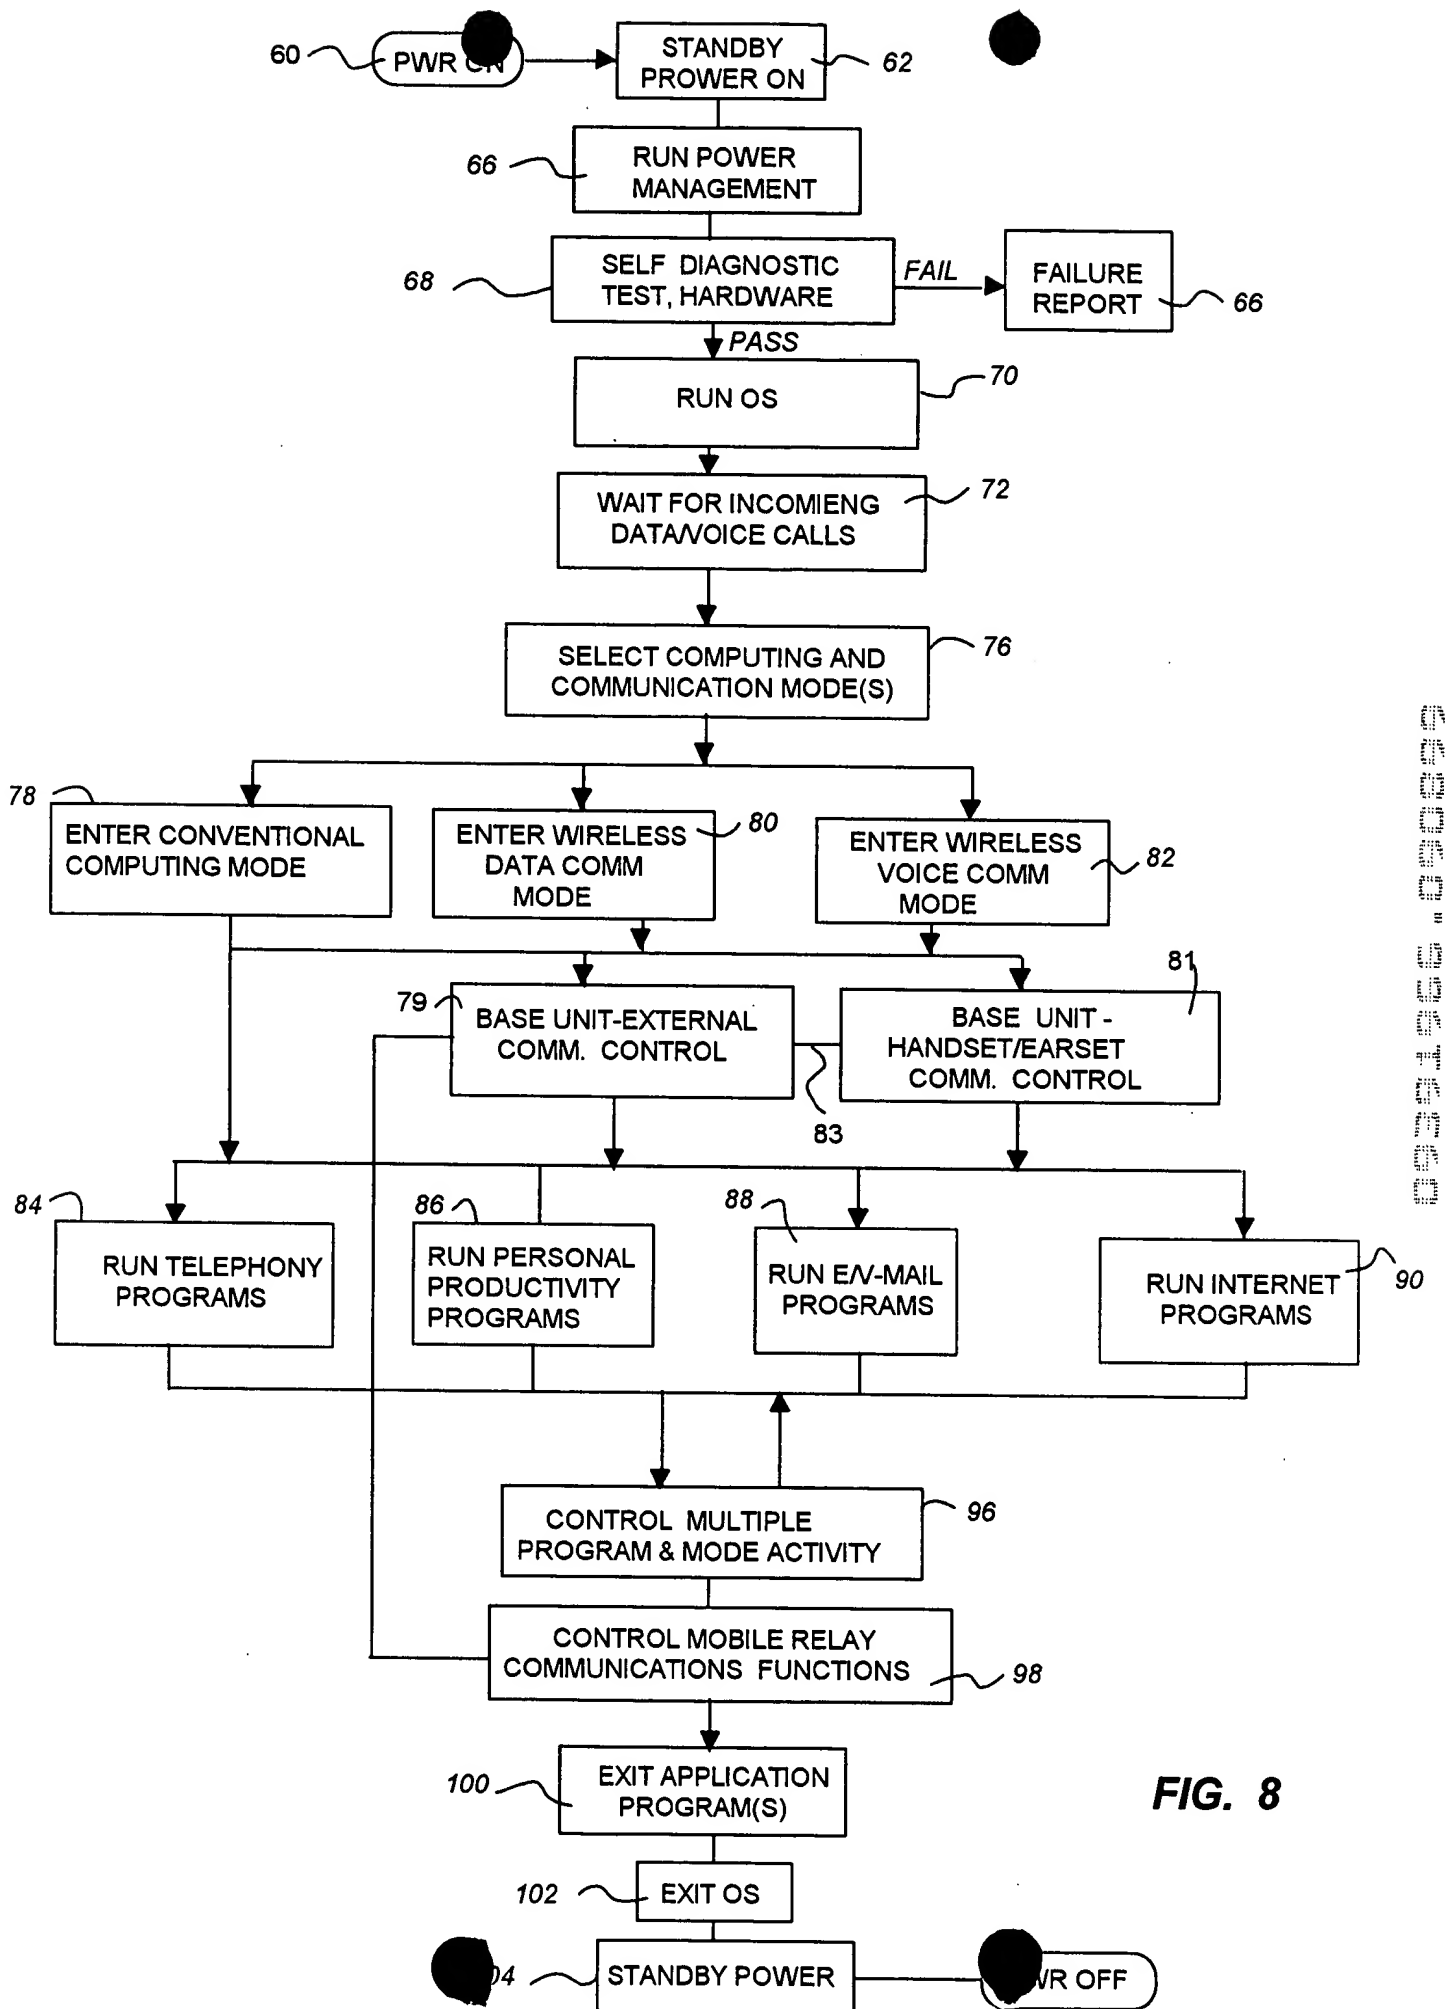 60
PWR ON
STANDBY
PROWER ON
62
66
RUN POWER
MANAGEMENT
68
SELF DIAGNOSTIC
TEST, HARDWARE
FAIL
FAILURE
REPORT
66
PASS
RUN OS
70
WAIT FOR INCOMIENG
DATA/VOICE CALLS
72
SELECT COMPUTING AND
COMMUNICATION MODE(S)
76
78
ENTER CONVENTIONAL
COMPUTING MODE
ENTER WIRELESS
DATA COMM
MODE
80
ENTER WIRELESS
VOICE COMM
MODE
82
79
BASE UNIT-EXTERNAL
COMM. CONTROL
81
BASE UNIT -
HANDSET/EARSET
COMM. CONTROL
83
84
RUN TELEPHONY
PROGRAMS
86
RUN PERSONAL
PRODUCTIVITY
PROGRAMS
88
RUN E/V-MAIL
PROGRAMS
RUN INTERNET
PROGRAMS
90
CONTROL MULTIPLE
PROGRAM & MODE ACTIVITY
96
CONTROL MOBILE RELAY
COMMUNICATIONS FUNCTIONS
98
100
EXIT APPLICATION
PROGRAM(S)
FIG. 8
102
EXIT OS
04
STANDBY POWER
WR OFF